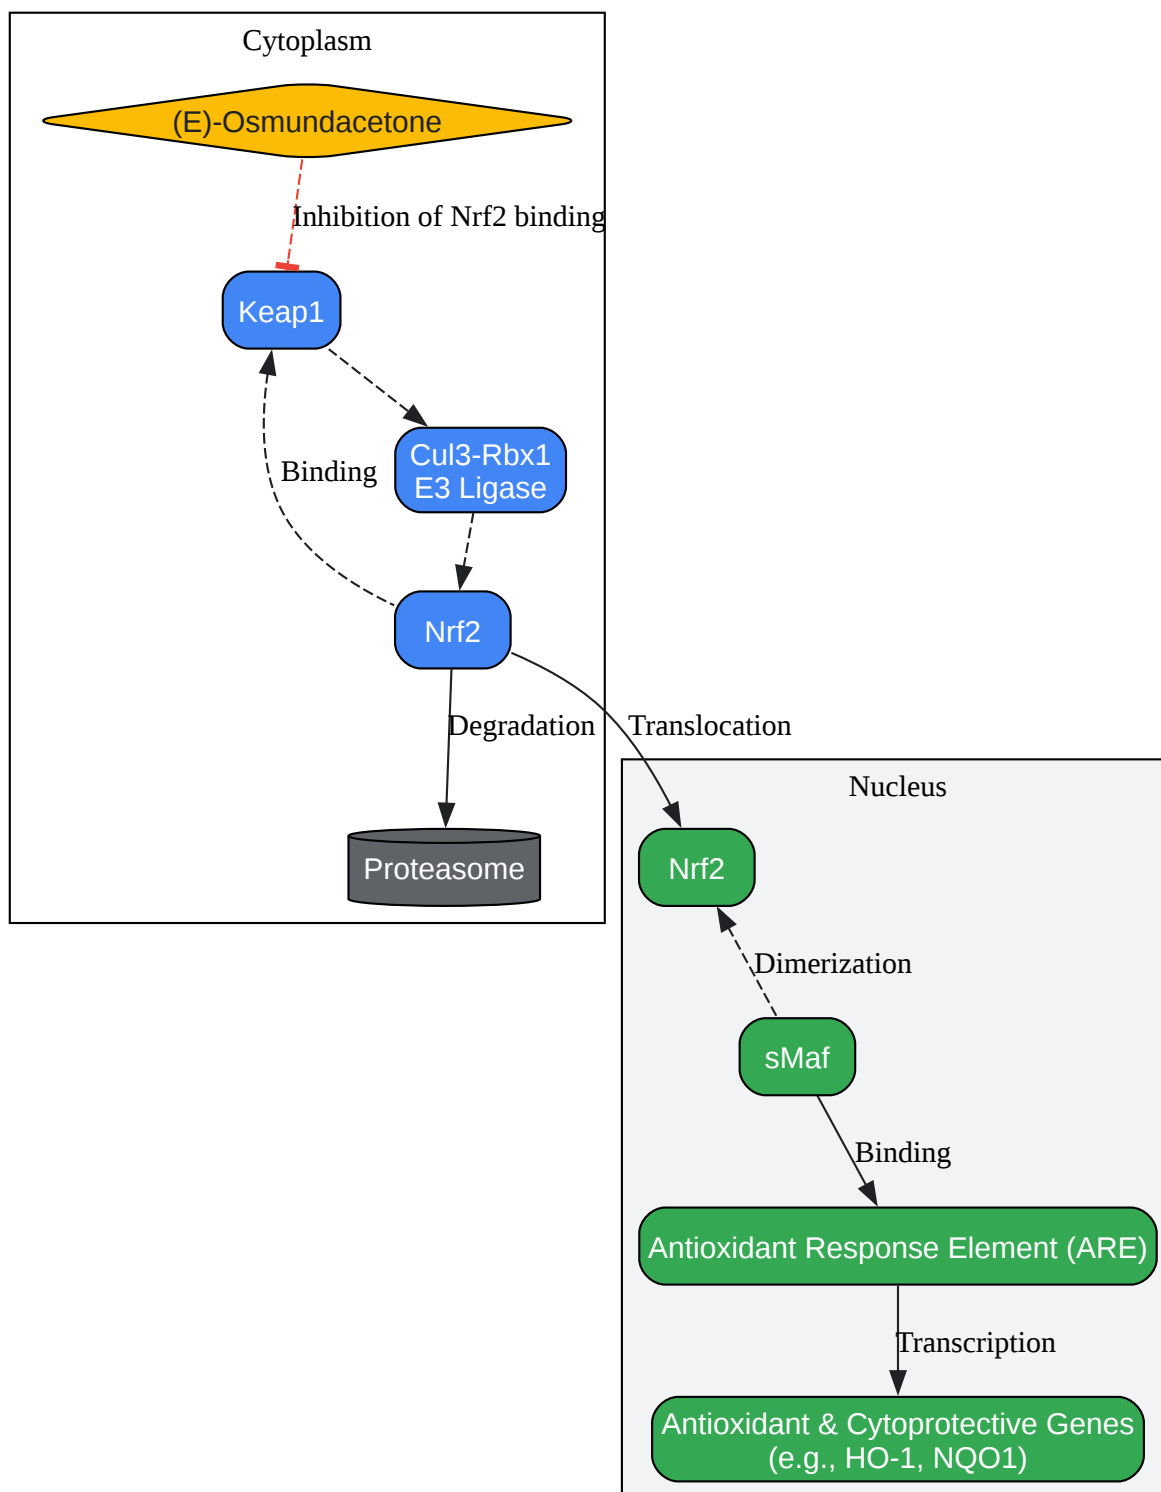 Cytoplasm
(E)-Osmundacetone
Inhibition of Nrf2 binding
Keap1
Cul3-Rbx1
E3 Ligase
Binding
Nrf2
Degradation
Translocation
Nucleus
Proteasome
Nrf2
Dimerization
sMaf
Binding
Antioxidant Response Element (ARE)
Transcription
Antioxidant & Cytoprotective Genes
(e.g., HO-1, NQO1)